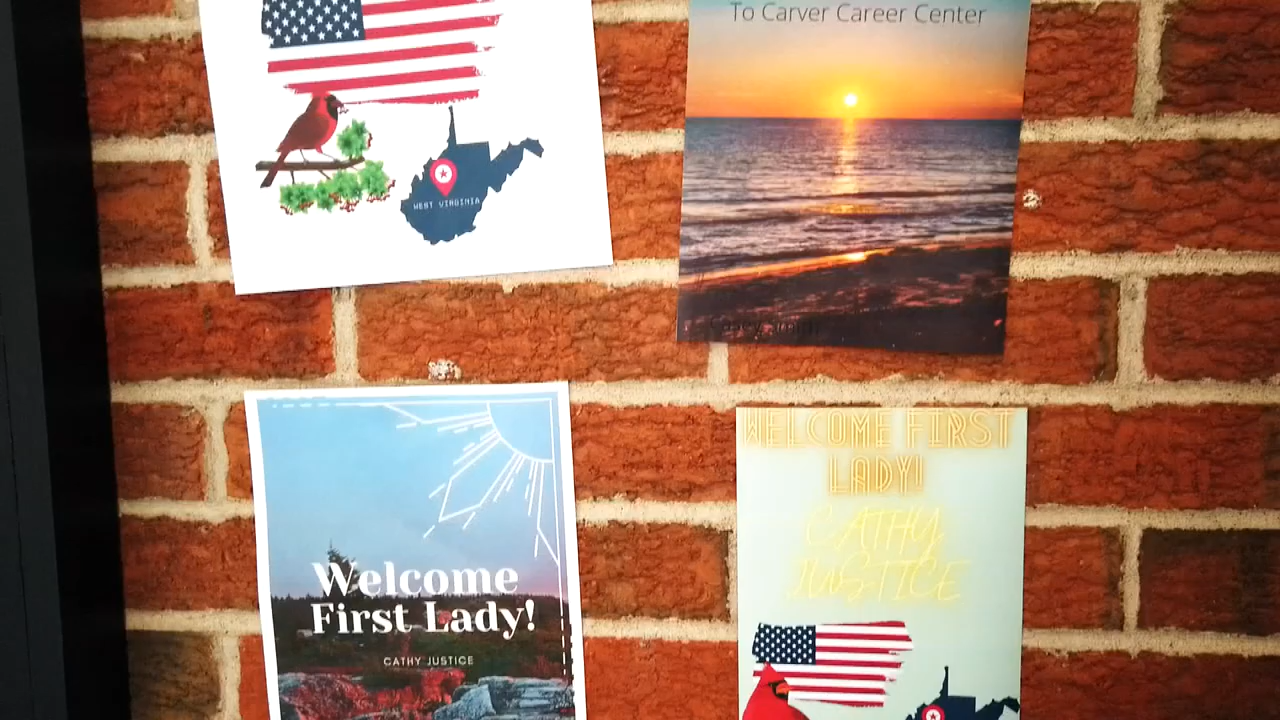 WEST VIRGINIA
To Carver Career Center
Welcome
First Lady!
CATHY JUSTICE
WELCOME FIRST
LADY!
CATHY
JUSTICE